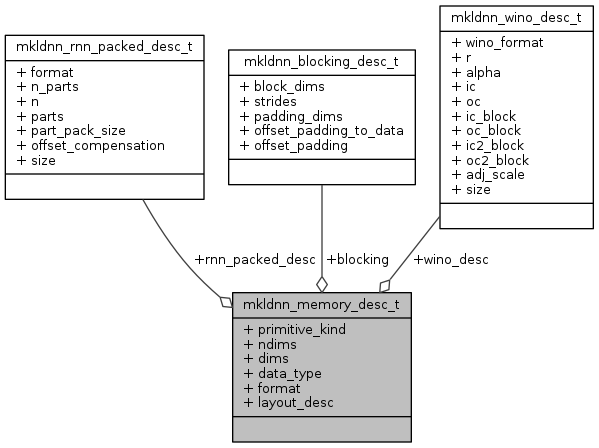 mkldnn_rnn_packed_desc_t
+ format
+ n_parts
+ n
+ parts
+ part_pack_size
+ offset_compensation
+ size
mkldnn_blocking_desc_t
+ block_dims
+ strides
+ padding_dims
+ offset_padding_to_data
+ offset_padding
mkldnn_wino_desc_t
+ wino_format
+ r
+ alpha
+ ic
+ oc
+ ic_block
+ oc_block
+ ic2_block
+ oc2_block
+ adj_scale
+ size
+rnn_packed_desc
+blocking
+wino_desc
mkldnn_memory_desc_t
+ primitive_kind
+ ndims
+ dims
+ data_type
+ format
+ layout_desc